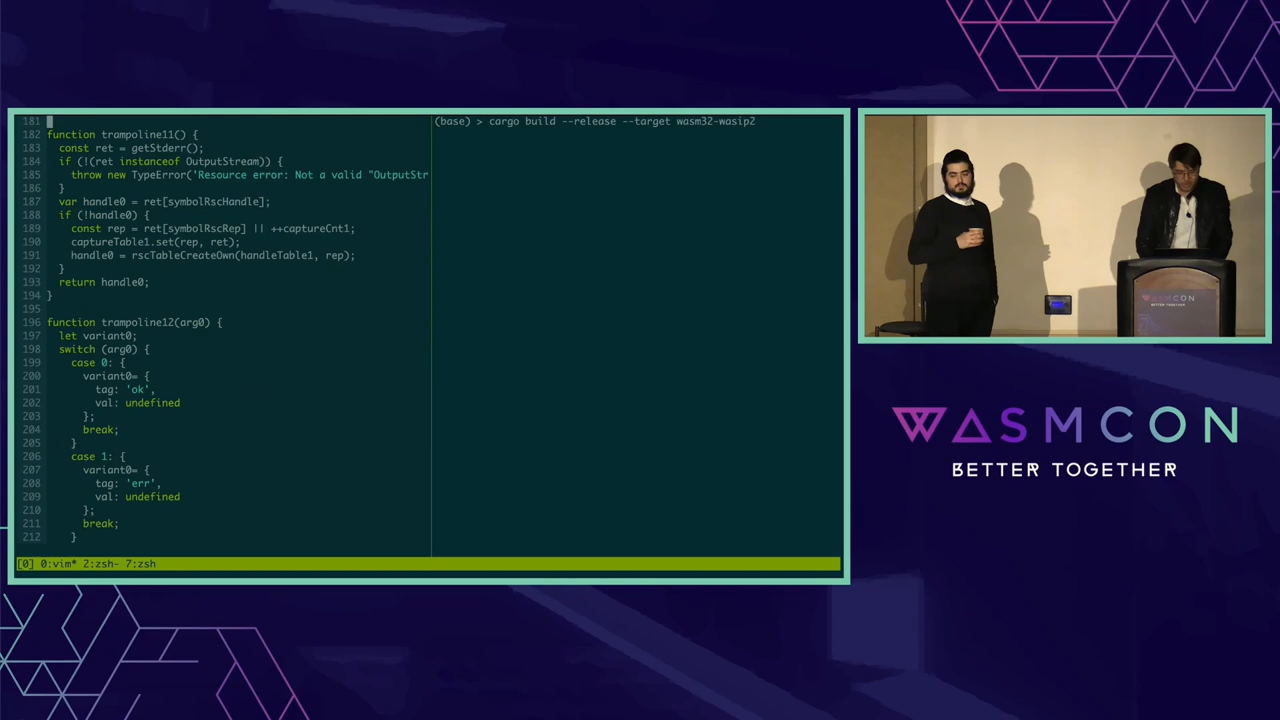 181
182 function trampoline11() {
183   const ret = getStderr();
184   if (!(ret instanceof OutputStream)) {
185     throw new TypeError('Resource error: Not a valid "OutputStr
186   }
187   var handle0 = ret[symbolRscHandle];
188   if (!handle0) {
189     const rep = ret[symbolRscRep] || ++captureCnt1;
190     captureTable1.set(rep, ret);
191     handle0 = rscTableCreateOwn(handleTable1, rep);
192   }
193   return handle0;
194 }
195
196 function trampoline12(arg0) {
197   let variant0;
198   switch (arg0) {
199     case 0: {
200       variant0= {
201         tag: 'ok',
202         val: undefined
203       };
204       break;
205     }
206     case 1: {
207       variant0= {
208         tag: 'err',
209         val: undefined
210       };
211       break;
212     }
[0] 0:vim* 2:zsh- 7:zsh
(base) > cargo build --release --target wasm32-wasip2
WASMCON
BETTER TOGETHER
WASMCON
BETTER TOGETHER